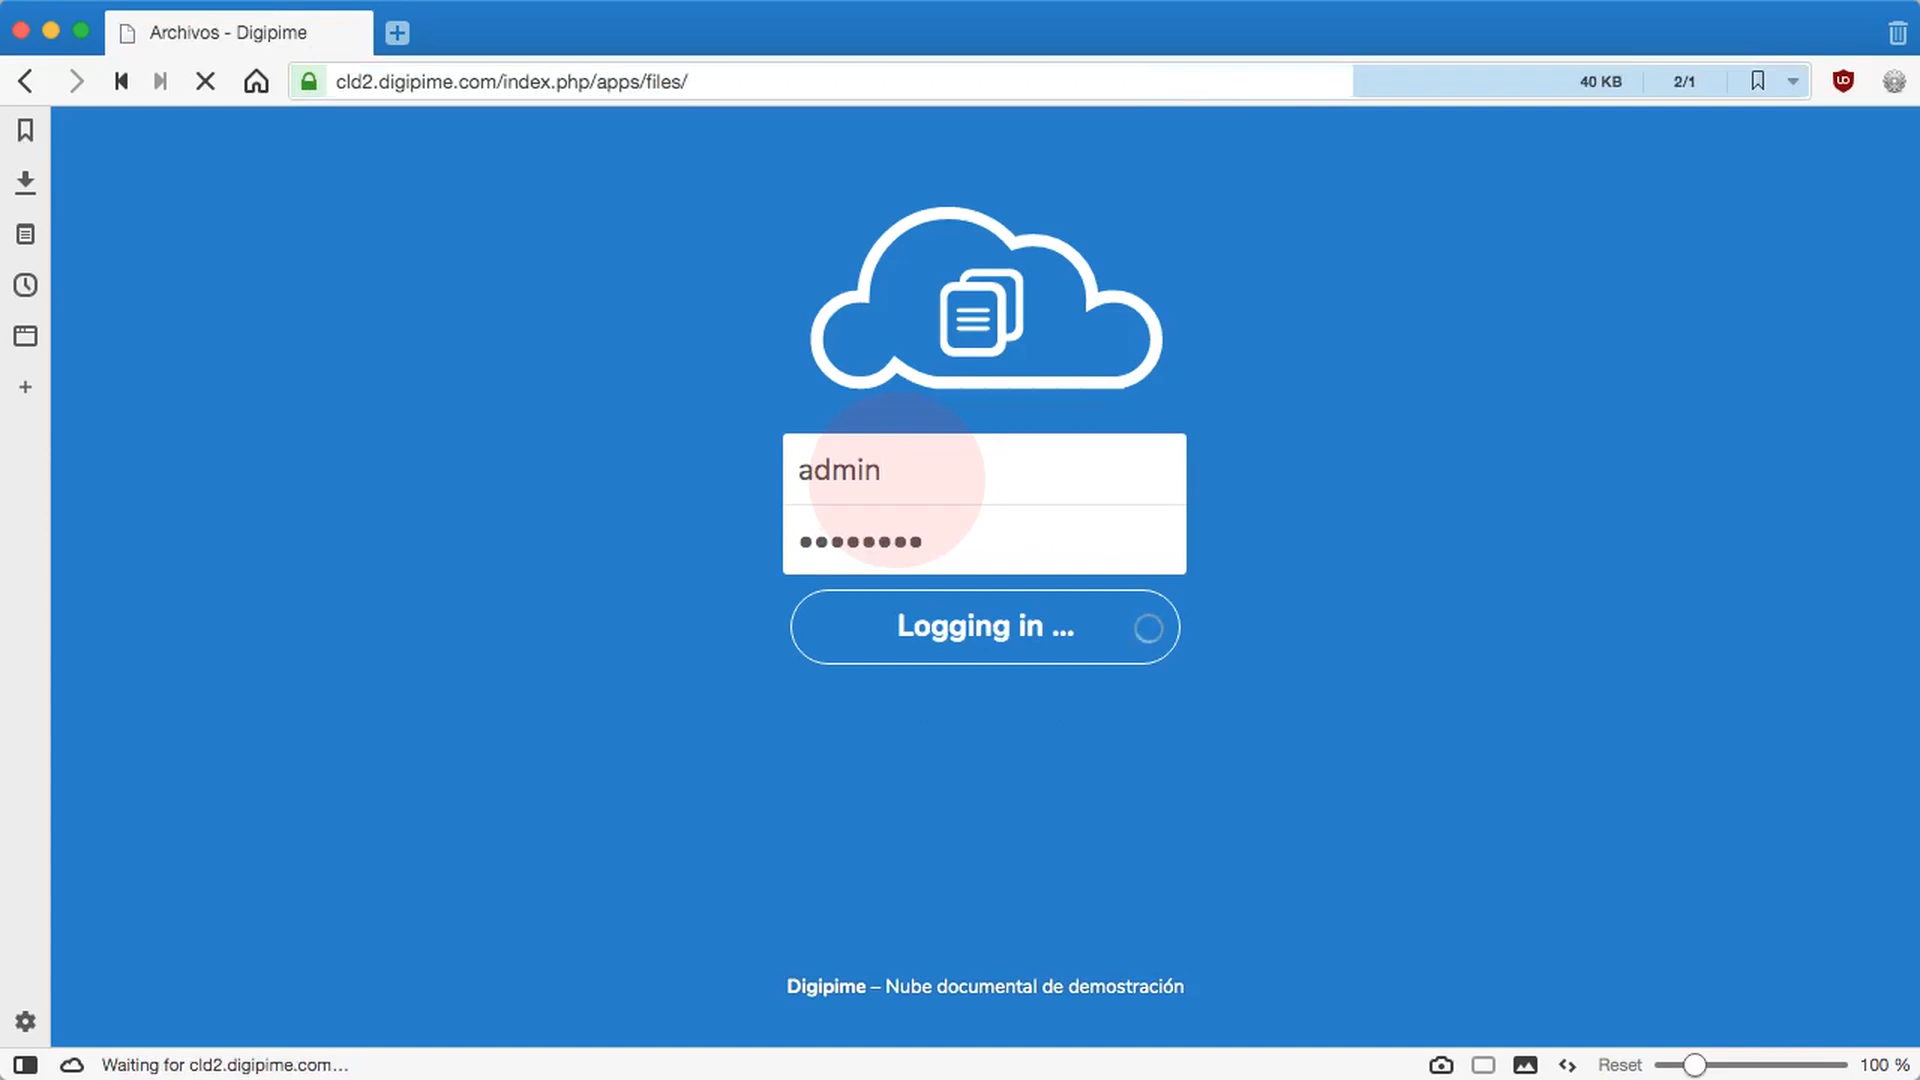 Archivos - Digipime
cld2.digipime.com/index.php/apps/files/
40 KB
2/1
admin
Logging in ...
Digipime – Nube documental de demostración
Waiting for cld2.digipime.com...
Reset
100 %